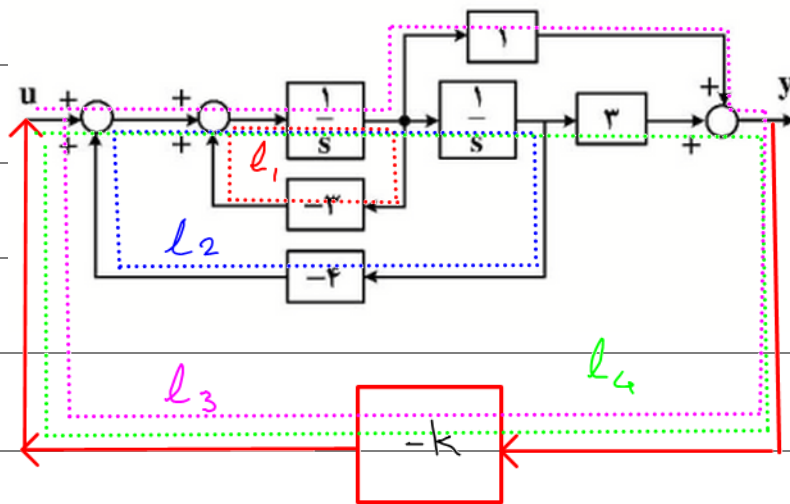 ۱
u + + ۱/s ۱/s ۳ + y
+ + +
l₁
−۳
l₂
−۴
l₃
l₄
−k